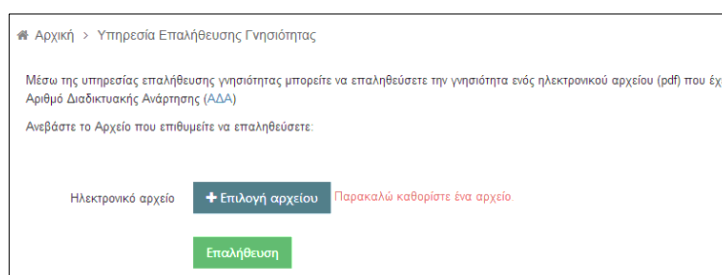 Αρχική > Υπηρεσία Επαλήθευσης Γνησιότητας
Μέσω της υπηρεσίας επαλήθευσης γνησιότητας μπορείτε να επαληθεύσετε την γνησιότητα ενός ηλεκτρονικού αρχείου (pdf) που έχ
Αριθμό Διαδικτυακής Ανάρτησης (ΑΔΑ)
Ανεβάστε το Αρχείο που επιθυμείτε να επαληθεύσετε:
Ηλεκτρονικό αρχείο + Επιλογή αρχείου Παρακαλώ καθορίστε ένα αρχείο.
Επαλήθευση